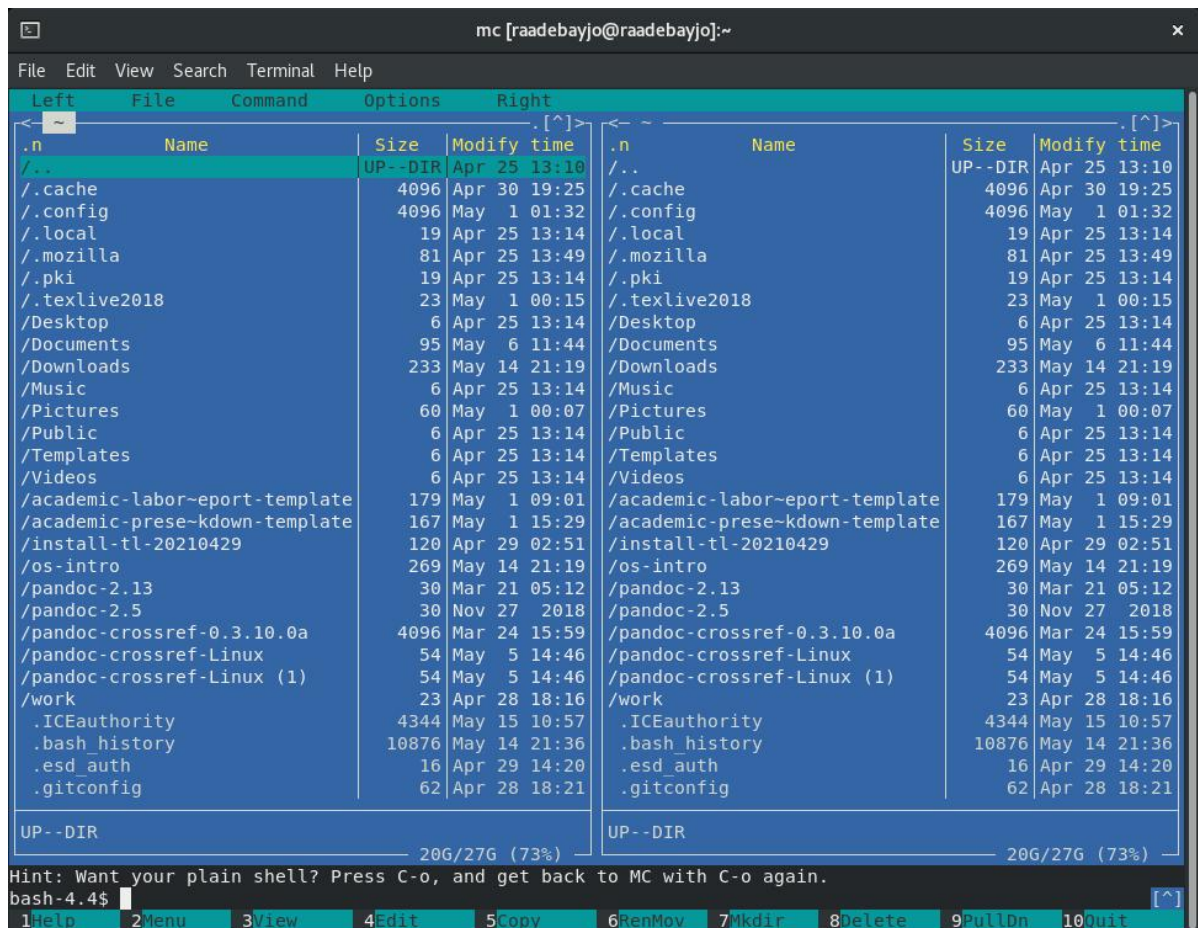 mc [raadebayjo@raadebayjo]:~ ×
File Edit View Search Terminal Help
Left File Command Options Right
<— ~ —.[^]> <— ~ —.[^]>
.n Name Size Modify time .n Name Size Modify time
/.. UP--DIR Apr 25 13:10 /.. UP--DIR Apr 25 13:10
/.cache 4096 Apr 30 19:25 /.cache 4096 Apr 30 19:25
/.config 4096 May 1 01:32 /.config 4096 May 1 01:32
/.local 19 Apr 25 13:14 /.local 19 Apr 25 13:14
/.mozilla 81 Apr 25 13:49 /.mozilla 81 Apr 25 13:49
/.pki 19 Apr 25 13:14 /.pki 19 Apr 25 13:14
/.texlive2018 23 May 1 00:15 /.texlive2018 23 May 1 00:15
/Desktop 6 Apr 25 13:14 /Desktop 6 Apr 25 13:14
/Documents 95 May 6 11:44 /Documents 95 May 6 11:44
/Downloads 233 May 14 21:19 /Downloads 233 May 14 21:19
/Music 6 Apr 25 13:14 /Music 6 Apr 25 13:14
/Pictures 60 May 1 00:07 /Pictures 60 May 1 00:07
/Public 6 Apr 25 13:14 /Public 6 Apr 25 13:14
/Templates 6 Apr 25 13:14 /Templates 6 Apr 25 13:14
/Videos 6 Apr 25 13:14 /Videos 6 Apr 25 13:14
/academic-labor~eport-template 179 May 1 09:01 /academic-labor~eport-template 179 May 1 09:01
/academic-prese~kdown-template 167 May 1 15:29 /academic-prese~kdown-template 167 May 1 15:29
/install-tl-20210429 120 Apr 29 02:51 /install-tl-20210429 120 Apr 29 02:51
/os-intro 269 May 14 21:19 /os-intro 269 May 14 21:19
/pandoc-2.13 30 Mar 21 05:12 /pandoc-2.13 30 Mar 21 05:12
/pandoc-2.5 30 Nov 27 2018 /pandoc-2.5 30 Nov 27 2018
/pandoc-crossref-0.3.10.0a 4096 Mar 24 15:59 /pandoc-crossref-0.3.10.0a 4096 Mar 24 15:59
/pandoc-crossref-Linux 54 May 5 14:46 /pandoc-crossref-Linux 54 May 5 14:46
/pandoc-crossref-Linux (1) 54 May 5 14:46 /pandoc-crossref-Linux (1) 54 May 5 14:46
/work 23 Apr 28 18:16 /work 23 Apr 28 18:16
.ICEauthority 4344 May 15 10:57 .ICEauthority 4344 May 15 10:57
.bash_history 10876 May 14 21:36 .bash_history 10876 May 14 21:36
.esd_auth 16 Apr 29 14:20 .esd_auth 16 Apr 29 14:20
.gitconfig 62 Apr 28 18:21 .gitconfig 62 Apr 28 18:21
UP--DIR UP--DIR
20G/27G (73%) 20G/27G (73%)
Hint: Want your plain shell? Press C-o, and get back to MC with C-o again.
bash-4.4$ [^]
1Help 2Menu 3View 4Edit 5Copy 6RenMov 7Mkdir 8Delete 9PullDn 10Quit